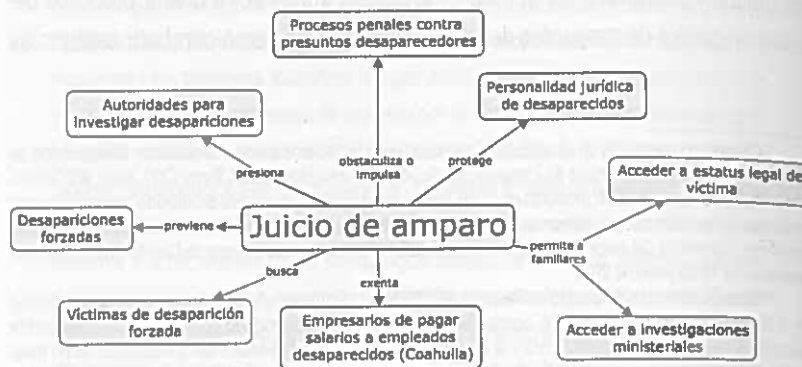 Procesos penales contra
presuntos desaparecedores
Autoridades para
investigar desapariciones
Personalidad jurídica
de desaparecidos
presiona
obstaculiza o
impulsa
protege
Acceder a estatus legal de
víctima
Desapariciones
forzadas
previene
Juicio de amparo
permite a
familiares
busca
exenta
Víctimas de desaparición
forzada
Empresarios de pagar
salarios a empleados
desaparecidos (Coahuila)
Acceder a investigaciones
ministeriales